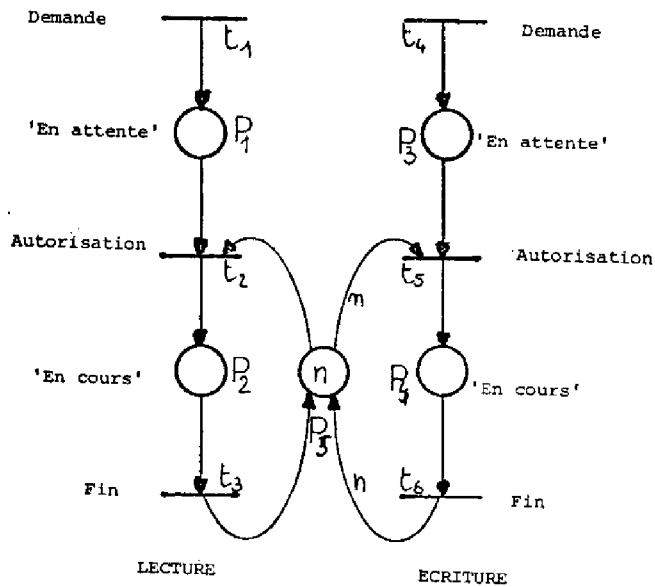 Demande
t1
t4
Demande
'En attente'
P1
P3
'En attente'
Autorisation
t2
t5
Autorisation
n
'En cours'
P2
n
P5
P4
'En cours'
Fin
t3
n
t6
Fin
LECTURE
ECRITURE